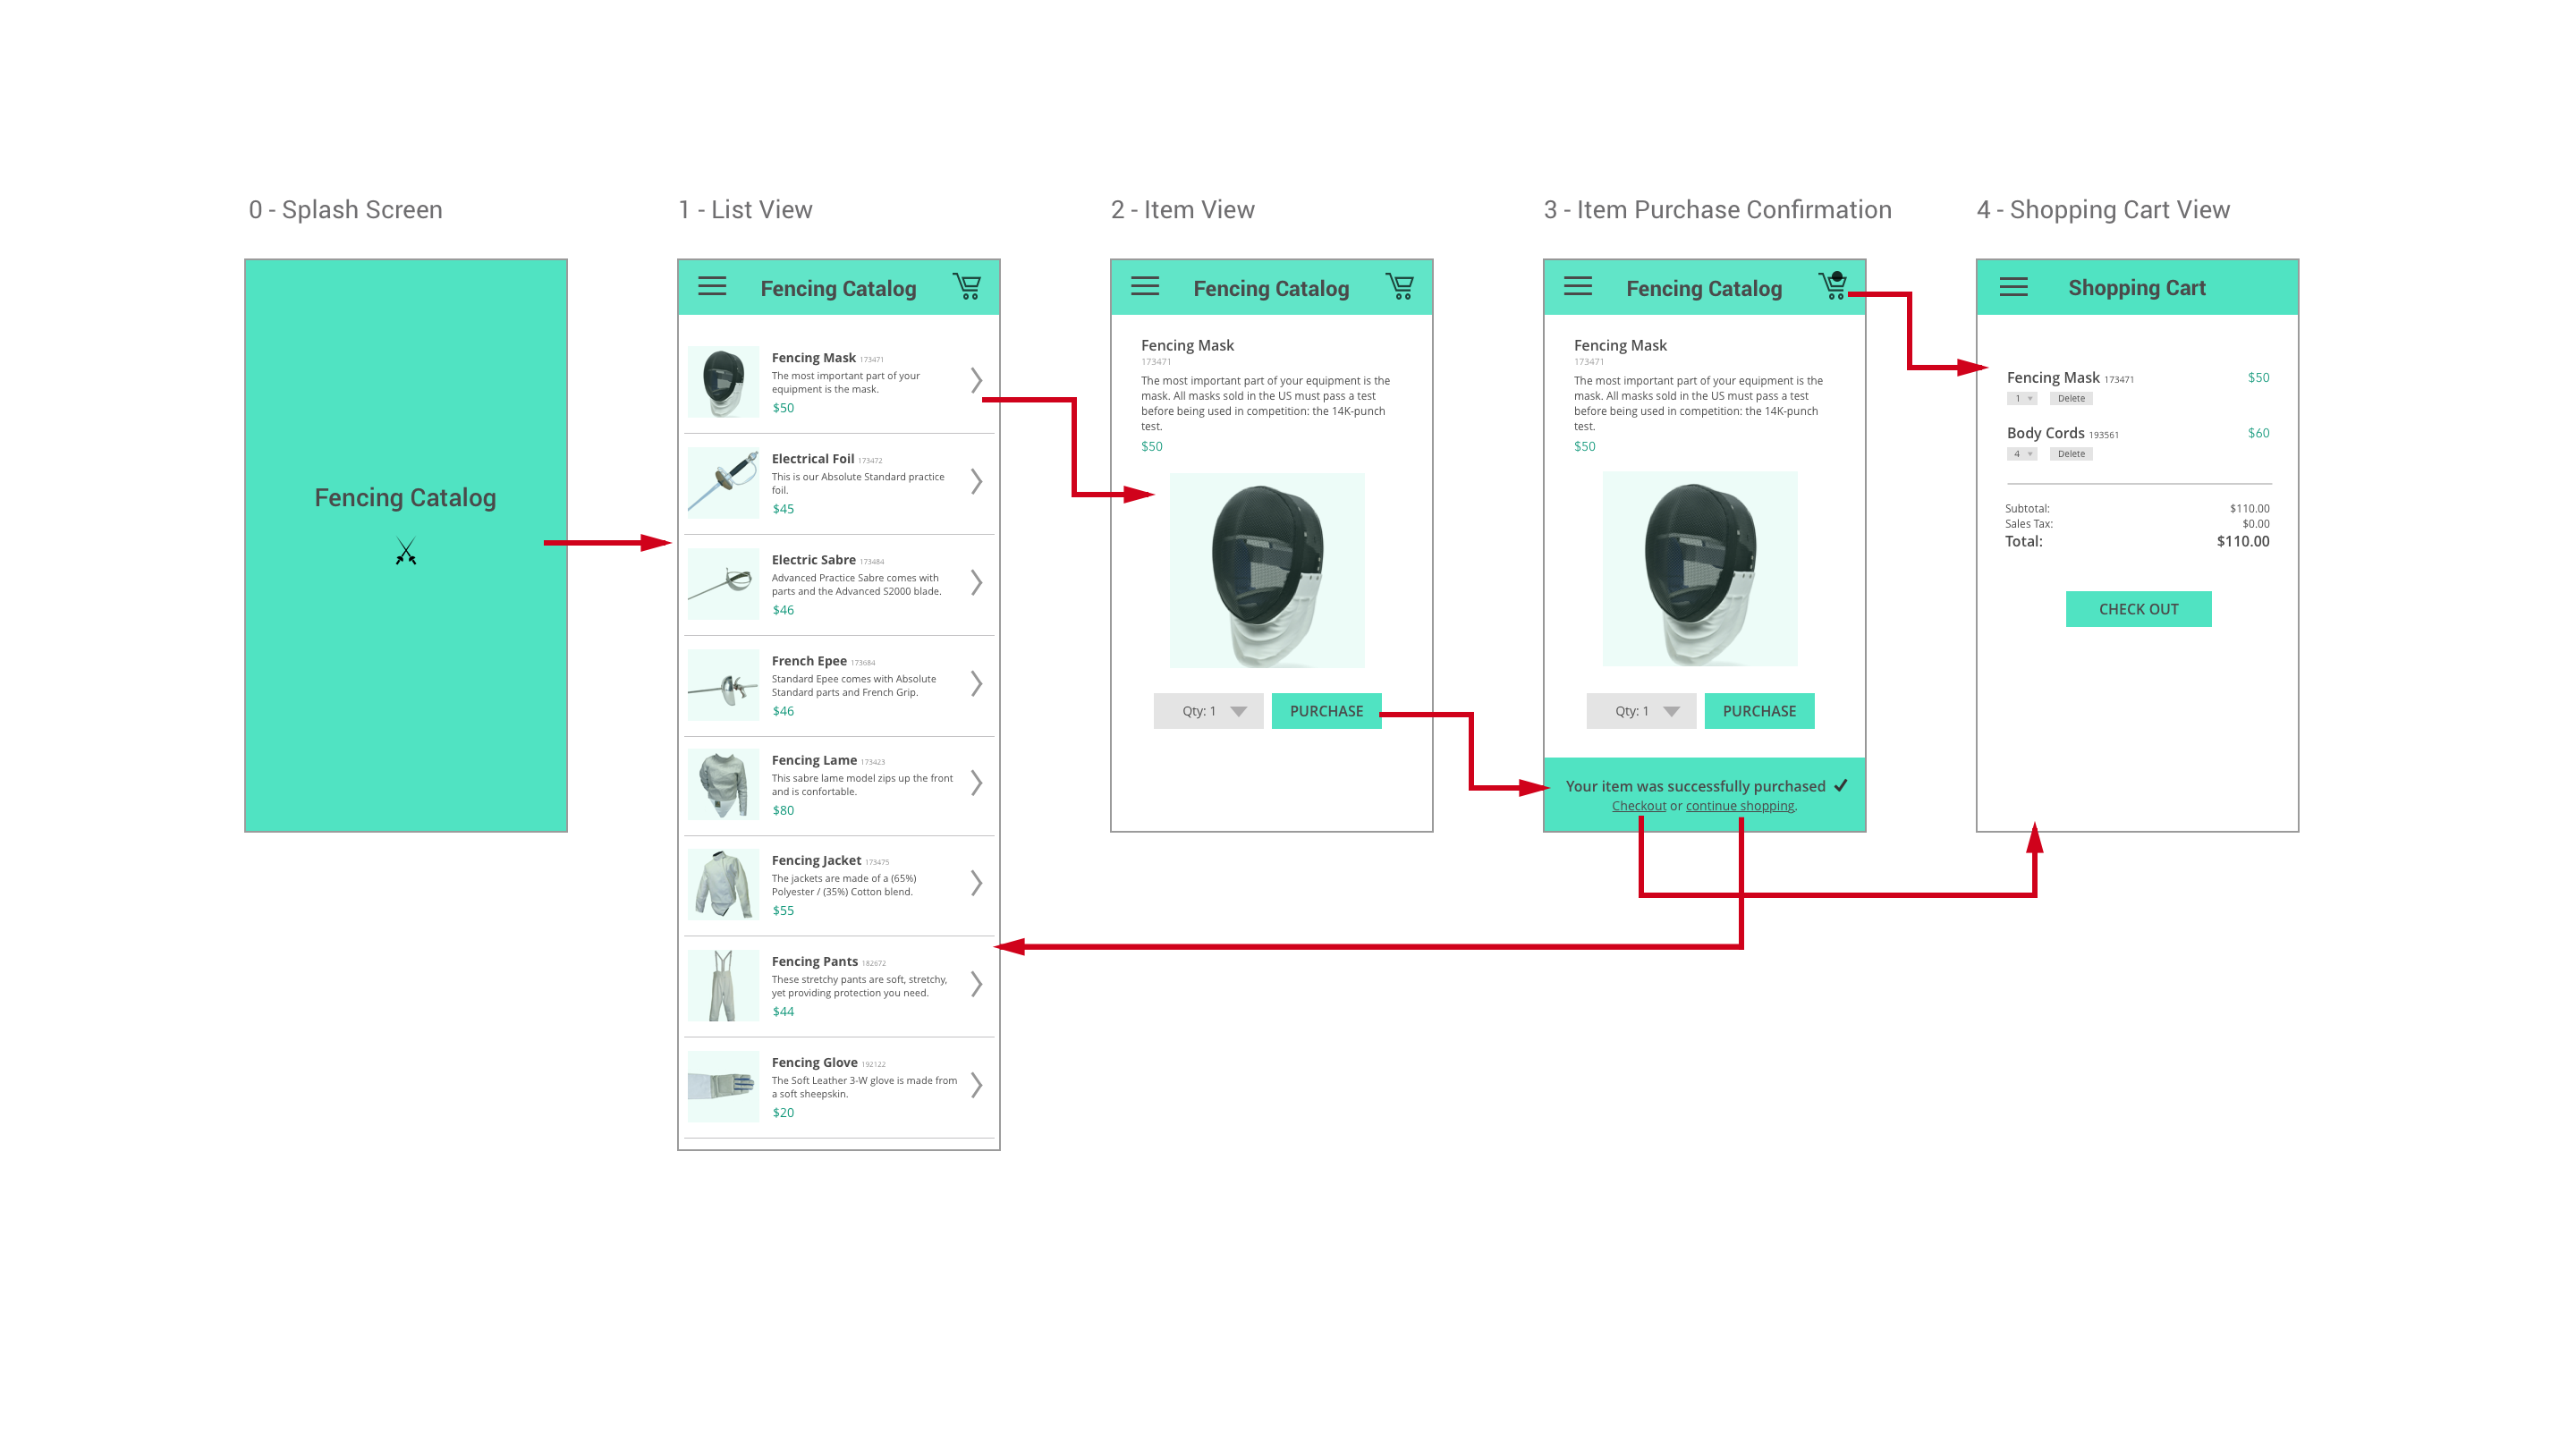 0 - Splash Screen
Fencing Catalog
1 - List View
Fencing Catalog
Fencing Mask 173471
The most important part of your
equipment is the mask.
$50
Electrical Foil 173472
This is our Absolute Standard practice
foil.
$45
Electric Sabre 173484
Advanced Practice Sabre comes with
parts and the Advanced S2000 blade.
$46
French Epee 173684
Standard Epee comes with Absolute
Standard parts and French Grip.
$46
Fencing Lame 173423
This sabre lame model zips up the front
and is confortable.
$80
Fencing Jacket 173475
The jackets are made of a (65%)
Polyester / (35%) Cotton blend.
$55
Fencing Pants 182672
These stretchy pants are soft, stretchy,
yet providing protection you need.
$44
Fencing Glove 192122
The Soft Leather 3-W glove is made from
a soft sheepskin.
$20
2 - Item View
Fencing Catalog
Fencing Mask
173471
The most important part of your equipment is the
mask. All masks sold in the US must pass a test
before being used in competition: the 14K-punch
test.
$50
Qty: 1 PURCHASE
3 - Item Purchase Confirmation
Fencing Catalog
Fencing Mask
173471
The most important part of your equipment is the
mask. All masks sold in the US must pass a test
before being used in competition: the 14K-punch
test.
$50
Qty: 1 PURCHASE
Your item was successfully purchased
Checkout or continue shopping.
4 - Shopping Cart View
Shopping Cart
Fencing Mask 173471 $50
1 Delete
Body Cords 193561 $60
4 Delete
Subtotal: $110.00
Sales Tax: $0.00
Total: $110.00
CHECK OUT